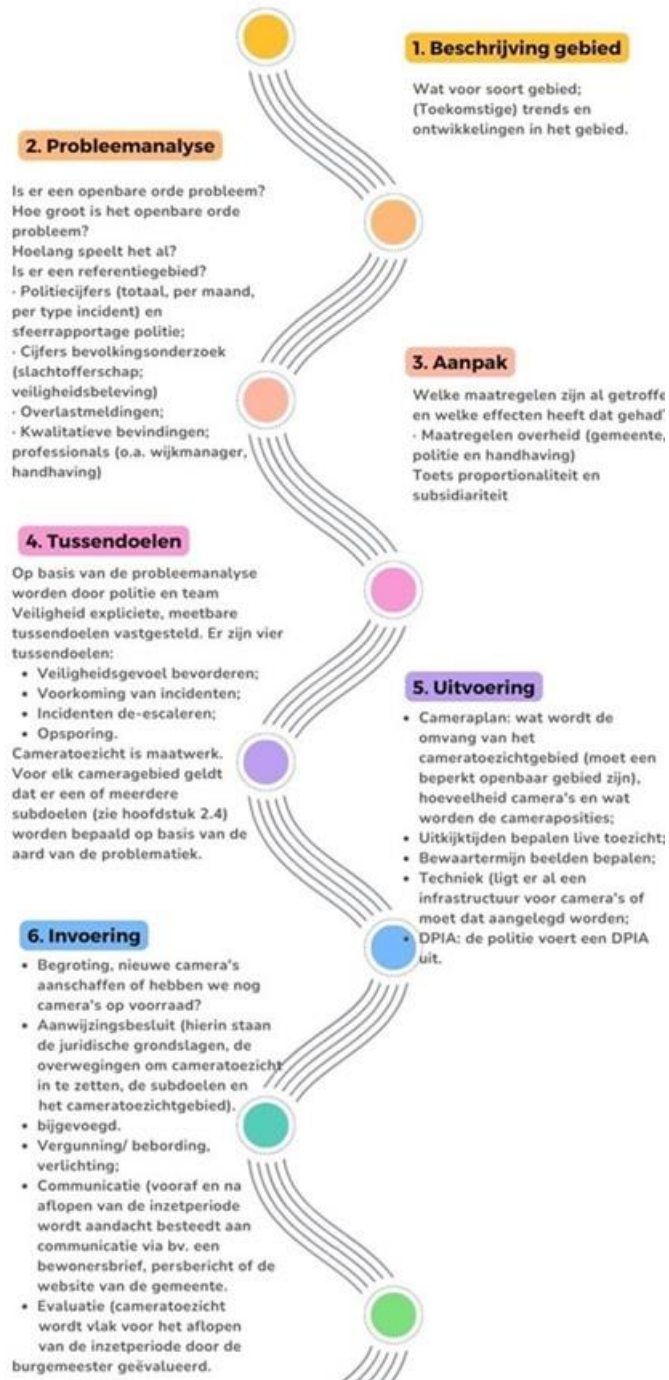 1. Beschrijving gebied
Wat voor soort gebied;
(Toekomstige) trends en
ontwikkelingen in het gebied.
2. Probleemanalyse
Is er een openbare orde probleem?
Hoe groot is het openbare orde
probleem?
Hoelang speelt het al?
Is er een referentiegebied?
· Politiecijfers (totaal, per maand,
per type incident) en
sfeerrapportage politie;
· Cijfers bevolkingsonderzoek
(slachtofferschap;
veiligheidsbeleving)
· Overlastmeldingen;
· Kwalitatieve bevindingen;
professionals (o.a. wijkmanager,
handhaving)
3. Aanpak
Welke maatregelen zijn al getroffe
en welke effecten heeft dat gehad?
· Maatregelen overheid (gemeente,
politie en handhaving)
Toets proportionaliteit en
subsidiariteit
4. Tussendoelen
Op basis van de probleemanalyse
worden door politie en team
Veiligheid expliciete, meetbare
tussendoelen vastgesteld. Er zijn vier
tussendoelen:
• Veiligheidsgevoel bevorderen;
• Voorkoming van incidenten;
• Incidenten de-escaleren;
• Opsporing.
Cameratoezicht is maatwerk.
Voor elk cameragebied geldt
dat er een of meerdere
subdoelen (zie hoofdstuk 2.4)
worden bepaald op basis van de
aard van de problematiek.
5. Uitvoering
• Cameraplan: wat wordt de
omvang van het
cameratoezichtgebied (moet een
beperkt openbaar gebied zijn),
hoeveelheid camera's en wat
worden de cameraposities;
• Uitkijktijden bepalen live toezicht;
• Bewaartermijn beelden bepalen;
• Techniek (ligt er al een
infrastructuur voor camera's of
moet dat aangelegd worden;
• DPIA: de politie voert een DPIA
uit.
6. Invoering
• Begroting, nieuwe camera's
aanschaffen of hebben we nog
camera's op voorraad?
• Aanwijzingsbesluit (hierin staan
de juridische grondslagen, de
overwegingen om cameratoezicht
in te zetten, de subdoelen en
het cameratoezichtgebied).
• bijgevoegd.
• Vergunning/ bebording,
verlichting;
• Communicatie (vooraf en na
aflopen van de inzetperiode
wordt aandacht besteedt aan
communicatie via bv. een
bewonersbrief, persbericht of de
website van de gemeente.
• Evaluatie (cameratoezicht
wordt vlak voor het aflopen
van de inzetperiode door de
burgemeester geëvalueerd.